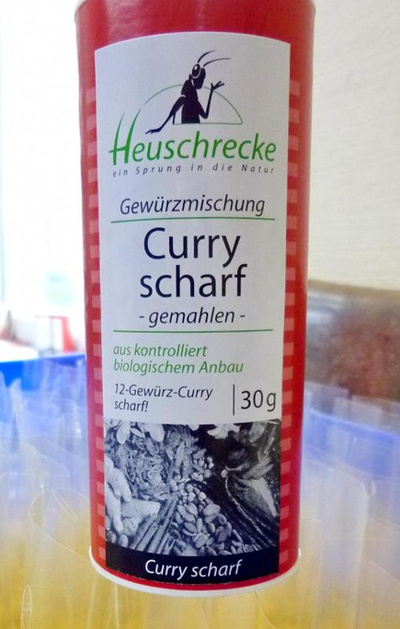 Heuschrecke
ein Sprung in die Natur
Gewürzmischung
Curry
scharf
- gemahlen -
aus kontrolliert
biologischem Anbau
12-Gewürz-Curry
scharf!
30g
Curry scharf